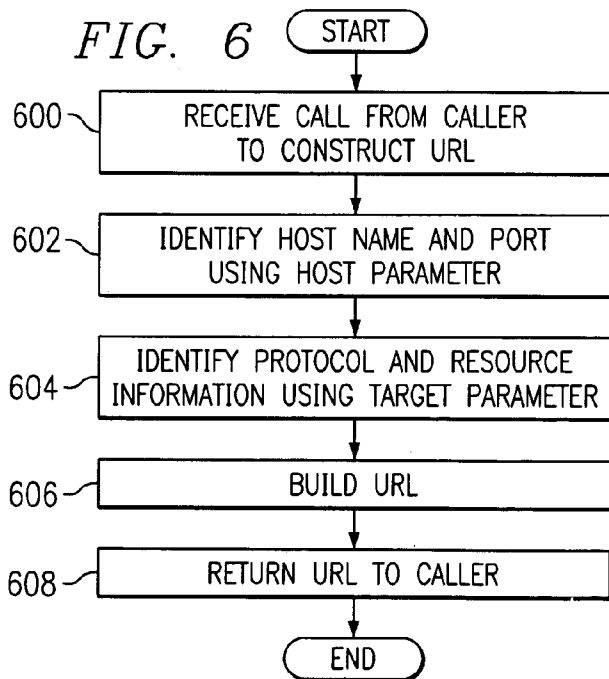 FIG. 6
START
600
RECEIVE CALL FROM CALLER
TO CONSTRUCT URL
602
IDENTIFY HOST NAME AND PORT
USING HOST PARAMETER
604
IDENTIFY PROTOCOL AND RESOURCE
INFORMATION USING TARGET PARAMETER
606
BUILD URL
608
RETURN URL TO CALLER
END